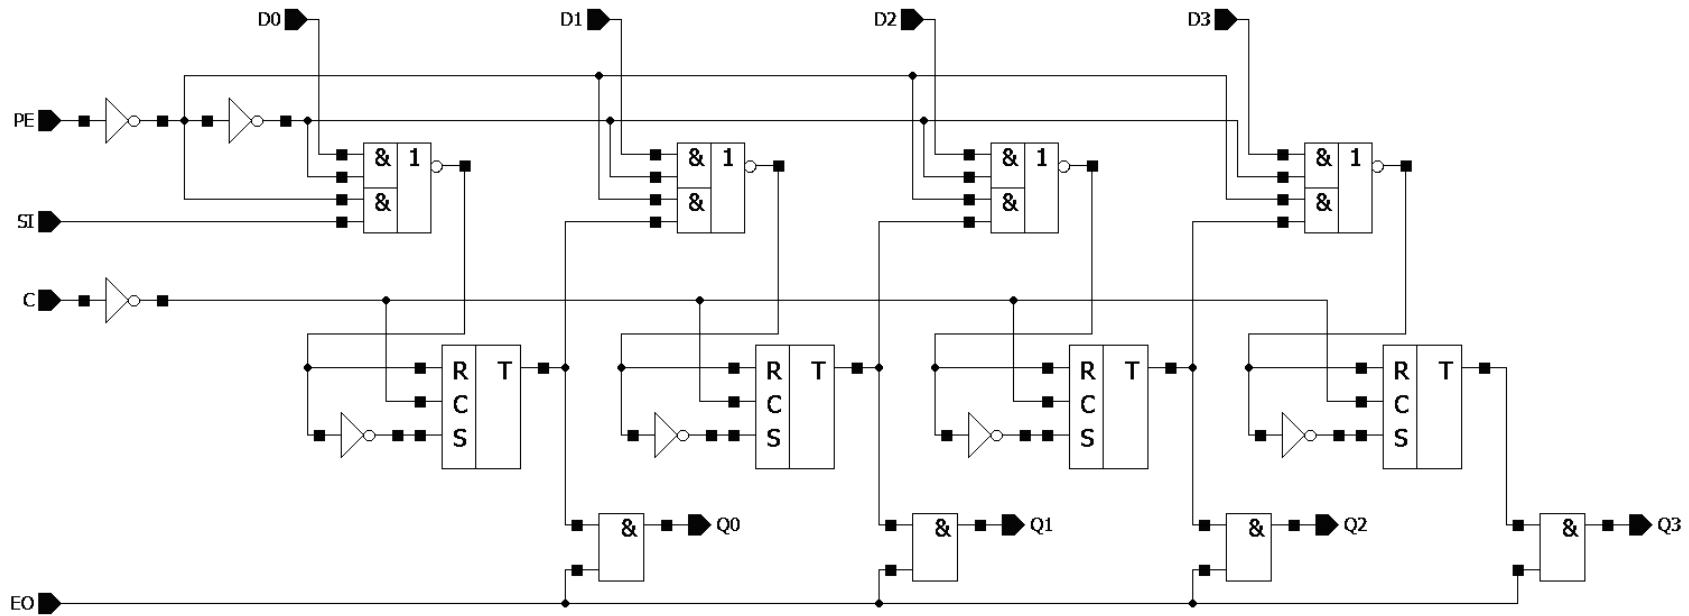 D0 D1 D2 D3
PE
& 1 & 1 & 1 & 1
& & & &
SI
C
R T R T R T R T
C C C C
S S S S
& Q0 & Q1 & Q2 & Q3
EO